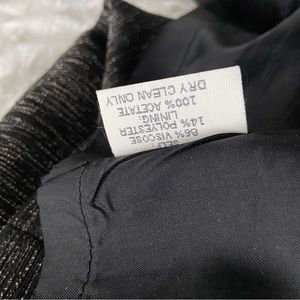 SELF
86% VISCOSE
14% POLYESTER
LINING:
100% ACETATE
DRY CLEAN ONLY